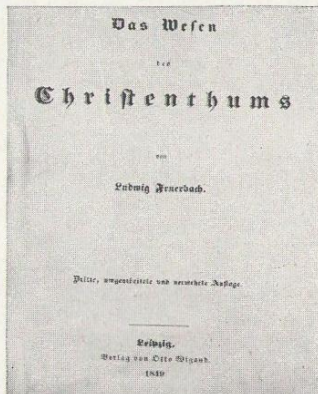 Das Wesen
des
Christenthums
von
Ludwig Feuerbach.
Dritte, umgearbeitete und vermehrte Auflage.
Leipzig.
Verlag von Otto Wigand.
1849